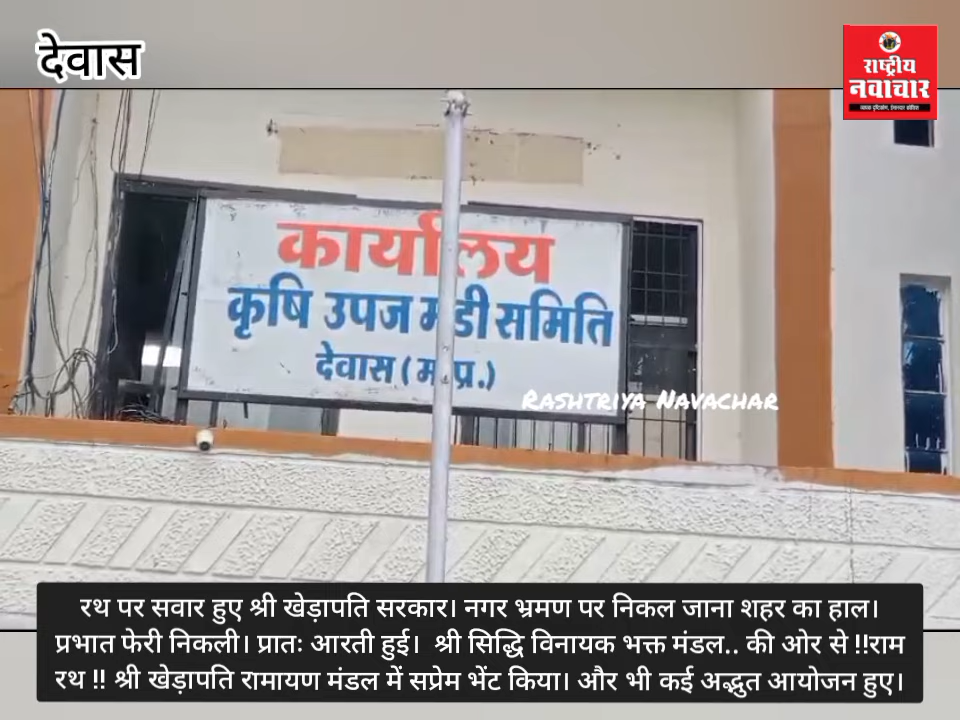 देवास
राष्ट्रीय
नवाचार
कार्यालय
कृषि उपज मंडी समिति
देवास ( म.प्र.)
RASHTRIYA NAVACHAR
रथ पर सवार हुए श्री खेड़ापति सरकार। नगर भ्रमण पर निकल जाना शहर का हाल।
प्रभात फेरी निकली। प्रातः आरती हुई। श्री सिद्धि विनायक भक्त मंडल.. की ओर से !!राम
रथ !! श्री खेड़ापति रामायण मंडल में सप्रेम भेंट किया। और भी कई अद्भुत आयोजन हुए।